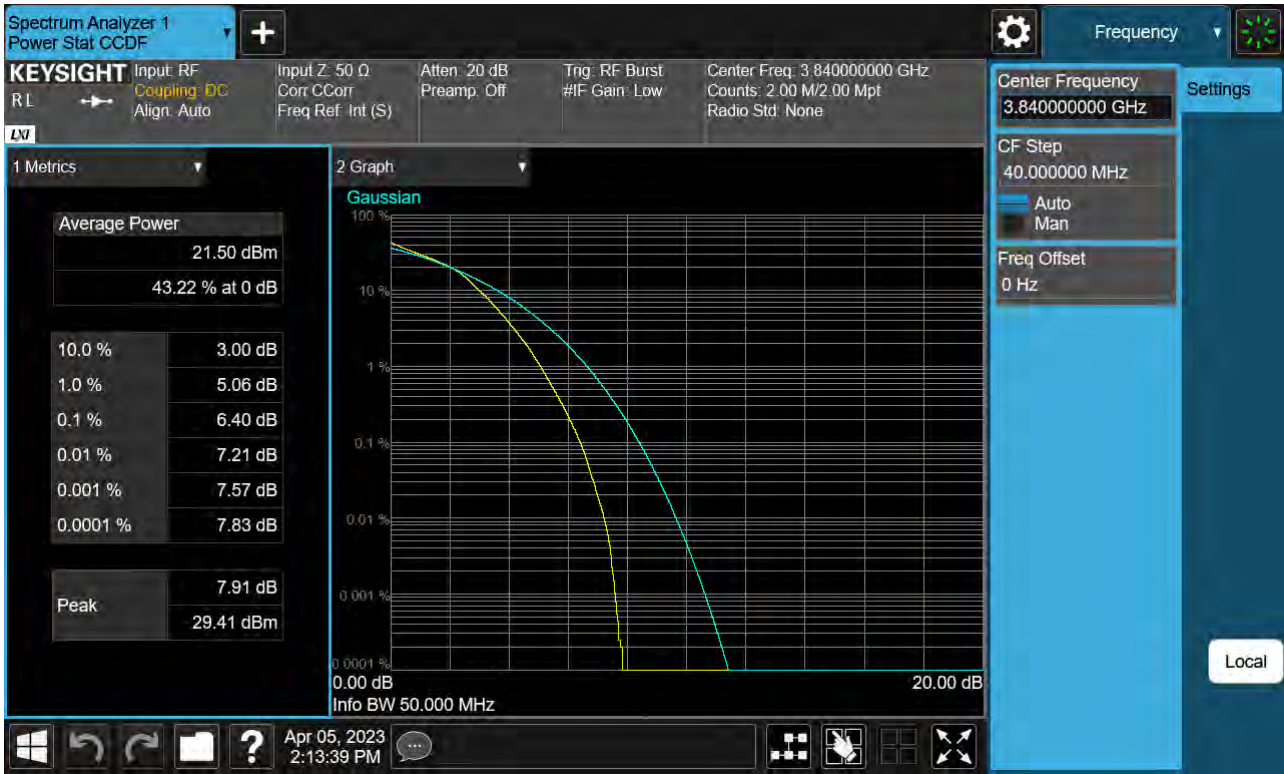 Spectrum Analyzer 1
Power Stat CCDF
+
Frequency
KEYSIGHT
RL
LXI
Input: RF
Coupling: DC
Align: Auto
Input Z: 50 Ω
Corr CCorr
Freq Ref: Int (S)
Atten: 20 dB
Preamp: Off
Trig: RF Burst
#IF Gain: Low
Center Freq: 3.840000000 GHz
Counts: 2.00 M/2.00 Mpt
Radio Std: None
Center Frequency
3.840000000 GHz
Settings
CF Step
40.000000 MHz
Auto
Man
Freq Offset
0 Hz
1 Metrics
Average Power
21.50 dBm
43.22 % at 0 dB
10.0 % 3.00 dB
1.0 % 5.06 dB
0.1 % 6.40 dB
0.01 % 7.21 dB
0.001 % 7.57 dB
0.0001 % 7.83 dB
Peak
7.91 dB
29.41 dBm
2 Graph
Gaussian
100 %
10 %
1 %
0.1 %
0.01 %
0.001 %
0.0001 %
0.00 dB 20.00 dB
Info BW 50.000 MHz
Local
?
Apr 05, 2023
2:13:39 PM